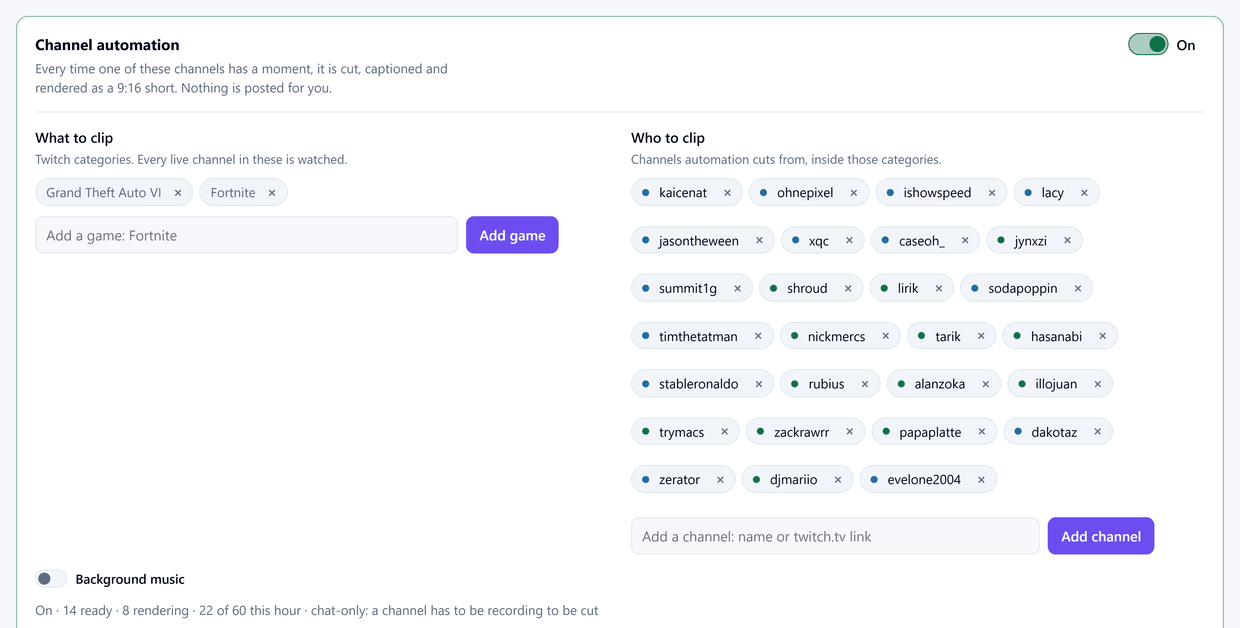 Channel automation
On
Every time one of these channels has a moment, it is cut, captioned and
rendered as a 9:16 short. Nothing is posted for you.
What to clip
Twitch categories. Every live channel in these is watched.
Grand Theft Auto VI × Fortnite ×
Add a game: Fortnite Add game
Who to clip
Channels automation cuts from, inside those categories.
kaicenat × ohnepixel × ishowspeed × lacy ×
jasontheween × xqc × caseoh_ × jynxzi ×
summit1g × shroud × lirik × sodapoppin ×
timthetatman × nickmercs × tarik × hasanabi ×
stableronaldo × rubius × alanzoka × illojuan ×
trymacs × zackrawrr × papaplatte × dakotaz ×
zerator × djmariio × evelone2004 ×
Add a channel: name or twitch.tv link Add channel
Background music
On · 14 ready · 8 rendering · 22 of 60 this hour · chat-only: a channel has to be recording to be cut